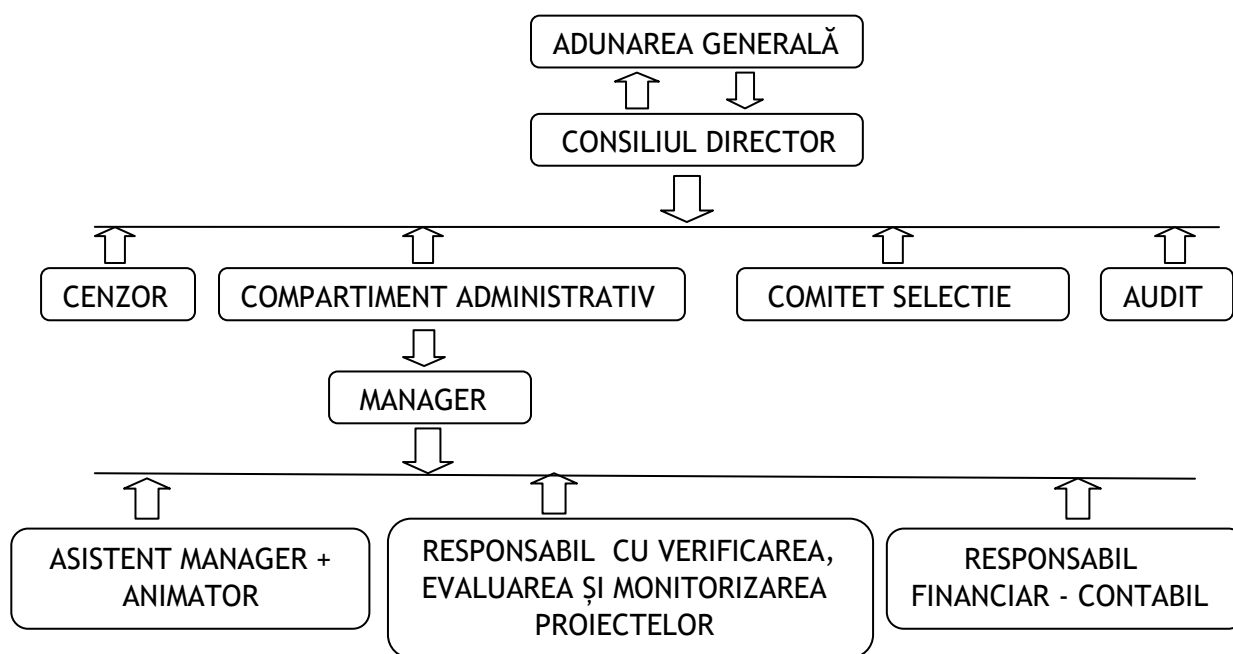 ADUNAREA GENERALĂ
CONSILIUL DIRECTOR
CENZOR
COMPARTIMENT ADMINISTRATIV
COMITET SELECTIE
AUDIT
MANAGER
ASISTENT MANAGER +
ANIMATOR
RESPONSABIL CU VERIFICAREA,
EVALUAREA ȘI MONITORIZAREA
PROIECTELOR
RESPONSABIL
FINANCIAR - CONTABIL